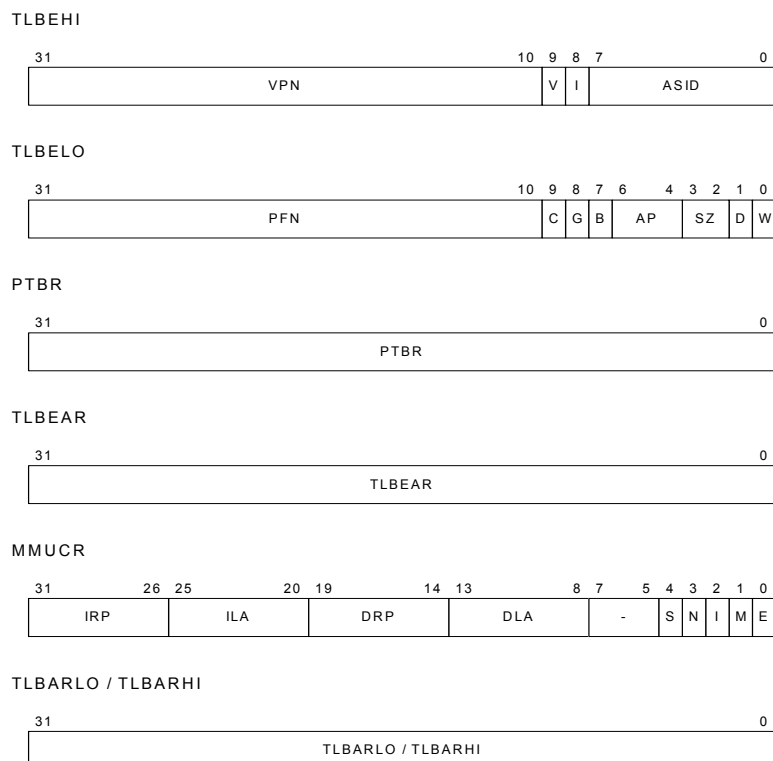 TLBEHI
31 10 9 8 7 0
VPN V I ASID
TLBELO
31 10 9 8 7 6 4 3 2 1 0
PFN C G B AP SZ D W
PTBR
31 0
PTBR
TLBEAR
31 0
TLBEAR
MMUCR
31 26 25 20 19 14 13 8 7 5 4 3 2 1 0
IRP ILA DRP DLA - S N I M E
TLBARLO / TLBARHI
31 0
TLBARLO / TLBARHI